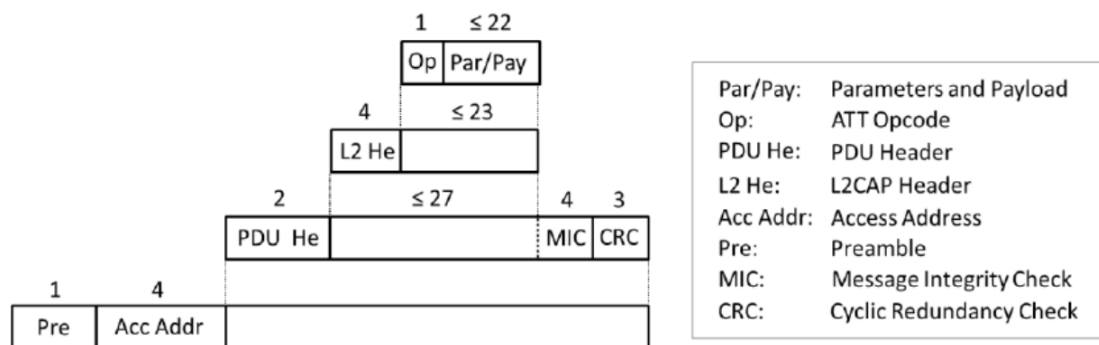 1 ≤ 22
Op Par/Pay
4 ≤ 23
L2 He
2 ≤ 27 4 3
PDU He MIC CRC
1 4
Pre Acc Addr
Par/Pay: Parameters and Payload
Op: ATT Opcode
PDU He: PDU Header
L2 He: L2CAP Header
Acc Addr: Access Address
Pre: Preamble
MIC: Message Integrity Check
CRC: Cyclic Redundancy Check